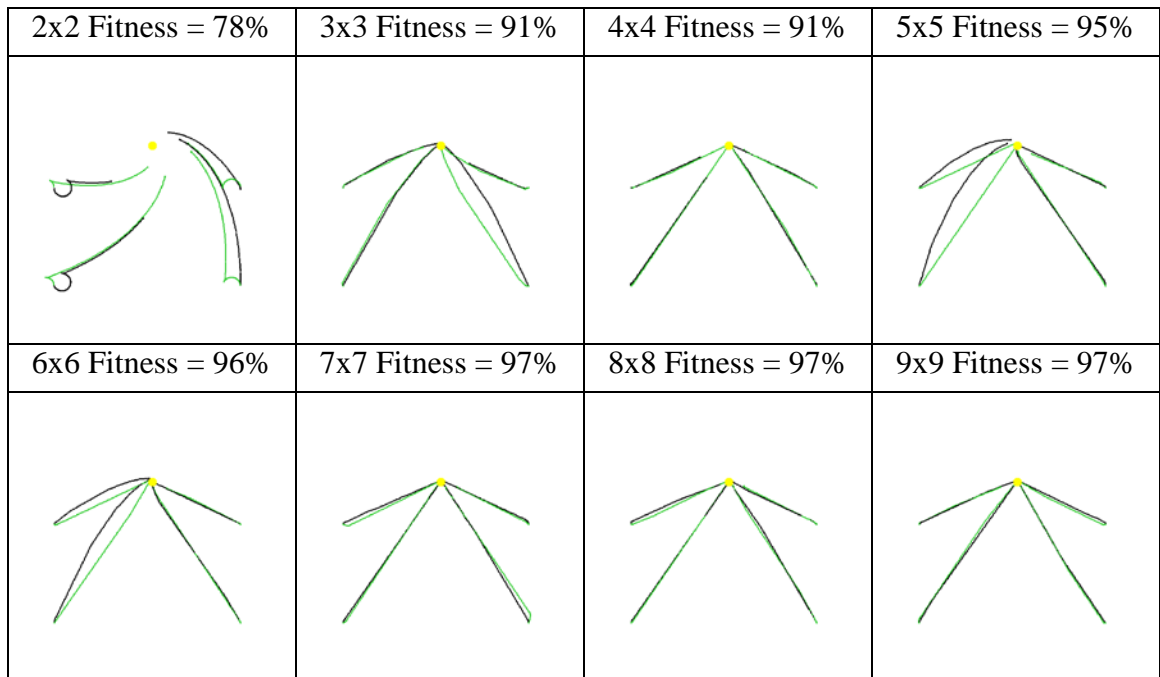 2x2 Fitness = 78%
3x3 Fitness = 91%
4x4 Fitness = 91%
5x5 Fitness = 95%
6x6 Fitness = 96%
7x7 Fitness = 97%
8x8 Fitness = 97%
9x9 Fitness = 97%